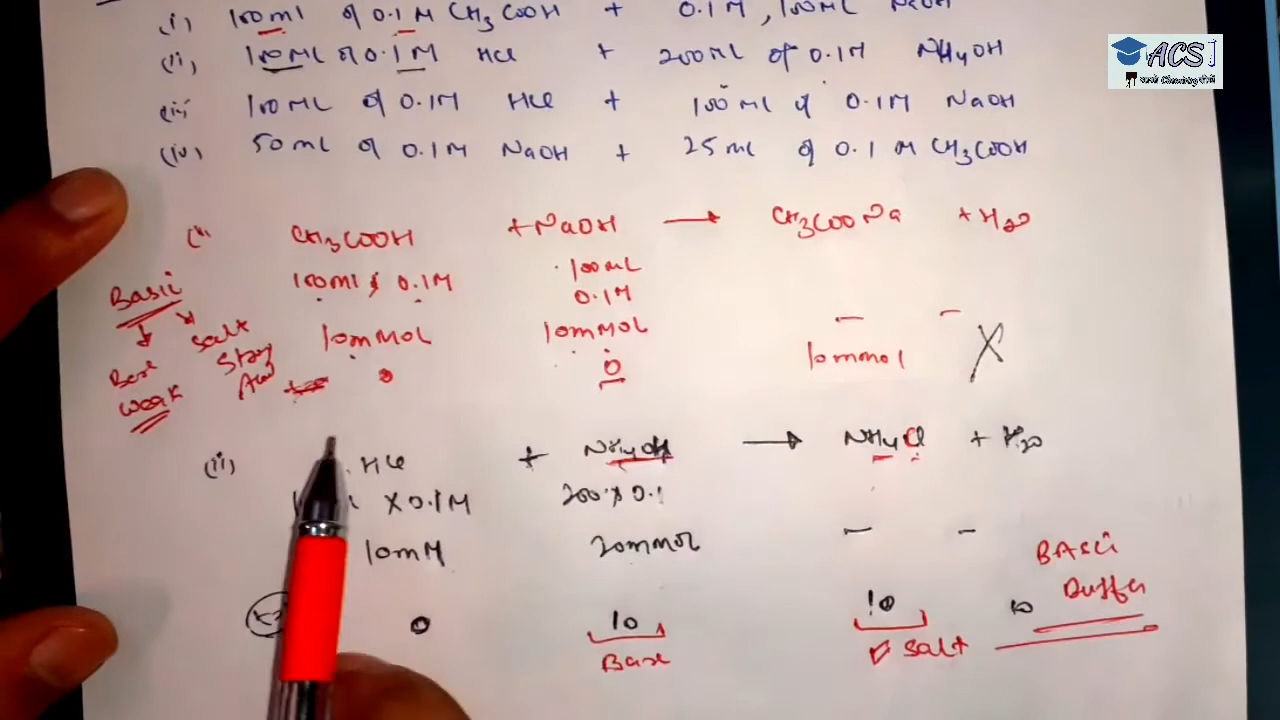 (i) 100ml of 0.1M CH3COOH + 0.1M, 100ML NaOH
(ii) 100ML of 0.1M HCl + 200ML of 0.1M NH4OH
(iii) 100ML of 0.1M HCl + 100ml of 0.1M NaOH
(iv) 50ML of 0.1M NaOH + 25ML of 0.1M CH3COOH
ACS
(i) CH3COOH + NaOH → CH3COONa + H2O
100ml 0.1M 100ML
0.1M
Basic
10mMOL 10mMOL — —
Salt
Strong
Acid
Base
weak
0 0 10mmol X
(ii) HCl + NH4OH → NH4Cl + H2O
X 0.1M 200 X 0.1
10mM 20mmol — —
BASic
Buffer
0 10 10 10
Base Salt